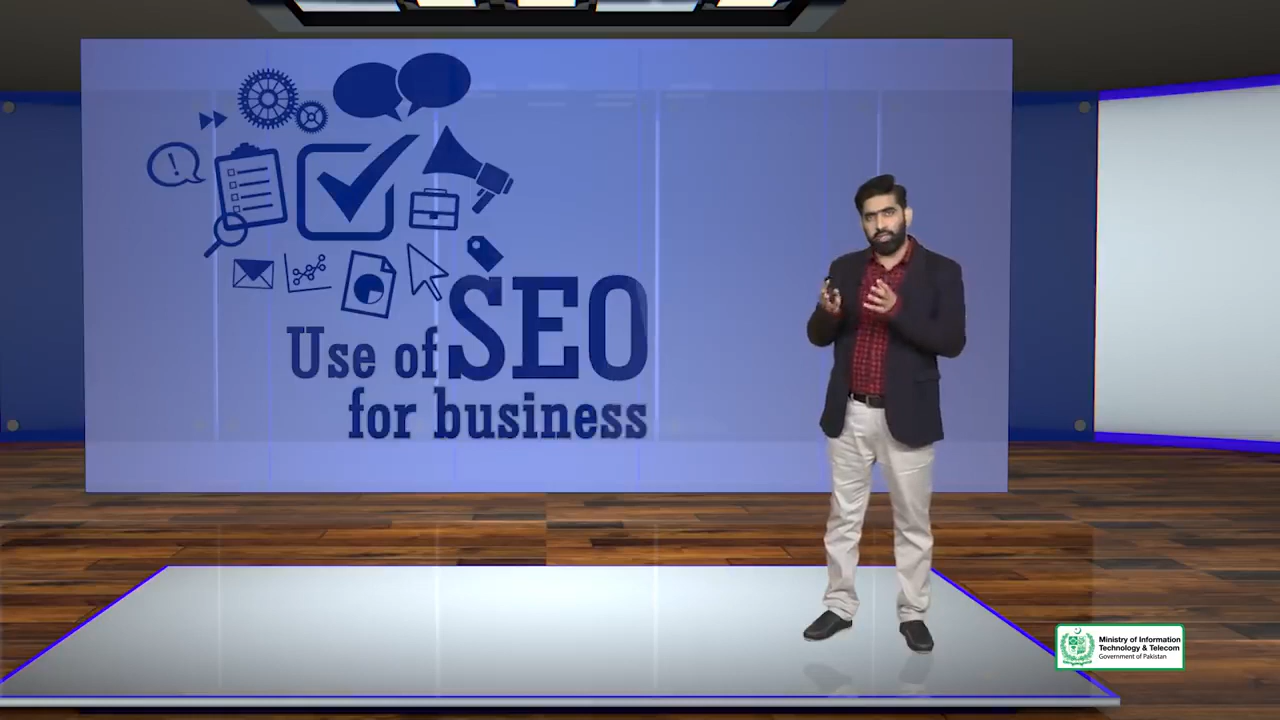 Use of SEO
for business
Ministry of Information
Technology & Telecom
Government of Pakistan